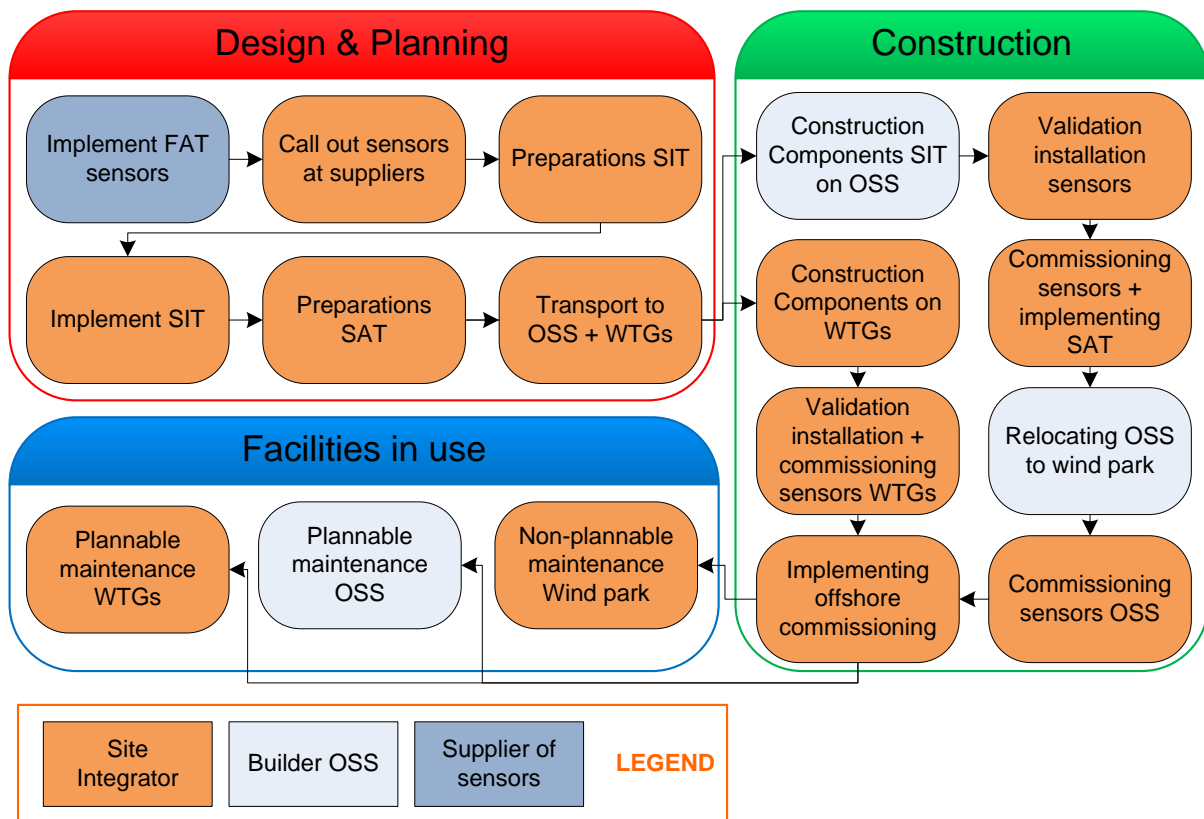 Design & Planning
Implement FAT
sensors
Call out sensors
at suppliers
Preparations SIT
Implement SIT
Preparations
SAT
Transport to
OSS + WTGs
Construction
Construction
Components SIT
on OSS
Validation
installation
sensors
Construction
Components on
WTGs
Commissioning
sensors +
implementing
SAT
Validation
installation +
commissioning
sensors WTGs
Relocating OSS
to wind park
Implementing
offshore
commissioning
Commissioning
sensors OSS
Facilities in use
Plannable
maintenance
WTGs
Plannable
maintenance
OSS
Non-plannable
maintenance
Wind park
Site
Integrator
Builder OSS
Supplier of
sensors
LEGEND